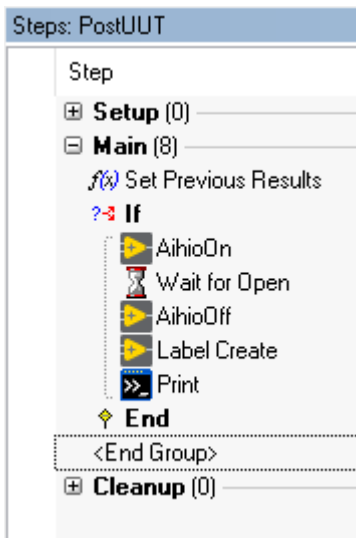 Steps: PostUUT
Step
Setup (0)
Main (8)
f(x) Set Previous Results
If
AihioOn
Wait for Open
AihioOff
Label Create
Print
End
<End Group>
Cleanup (0)